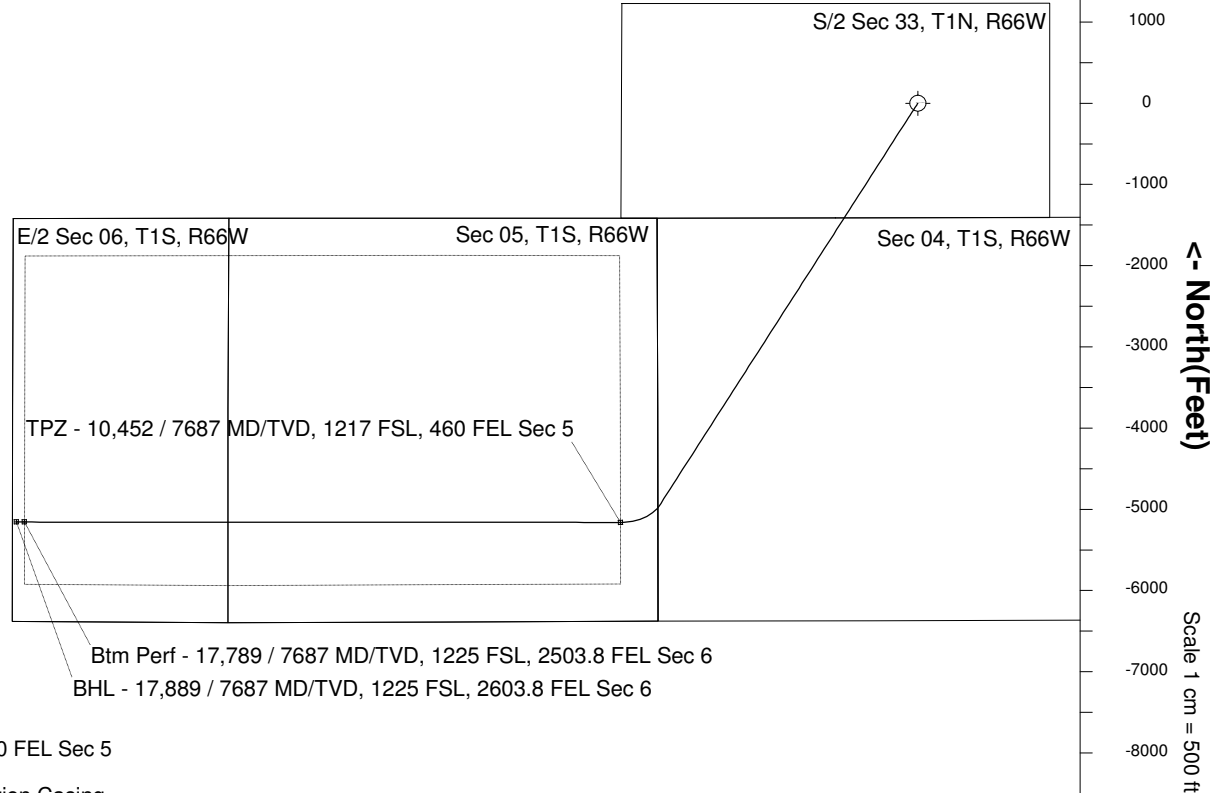 S/2 Sec 33, T1N, R66W
1000
0
-1000
E/2 Sec 06, T1S, R66W
Sec 05, T1S, R66W
Sec 04, T1S, R66W
-2000
<- North(Feet)
-3000
TPZ - 10,452 / 7687 MD/TVD, 1217 FSL, 460 FEL Sec 5
-4000
-5000
-6000
Scale 1 cm = 500 ft
Btm Perf - 17,789 / 7687 MD/TVD, 1225 FSL, 2503.8 FEL Sec 6
-7000
BHL - 17,889 / 7687 MD/TVD, 1225 FSL, 2603.8 FEL Sec 6
0 FEL Sec 5
-8000